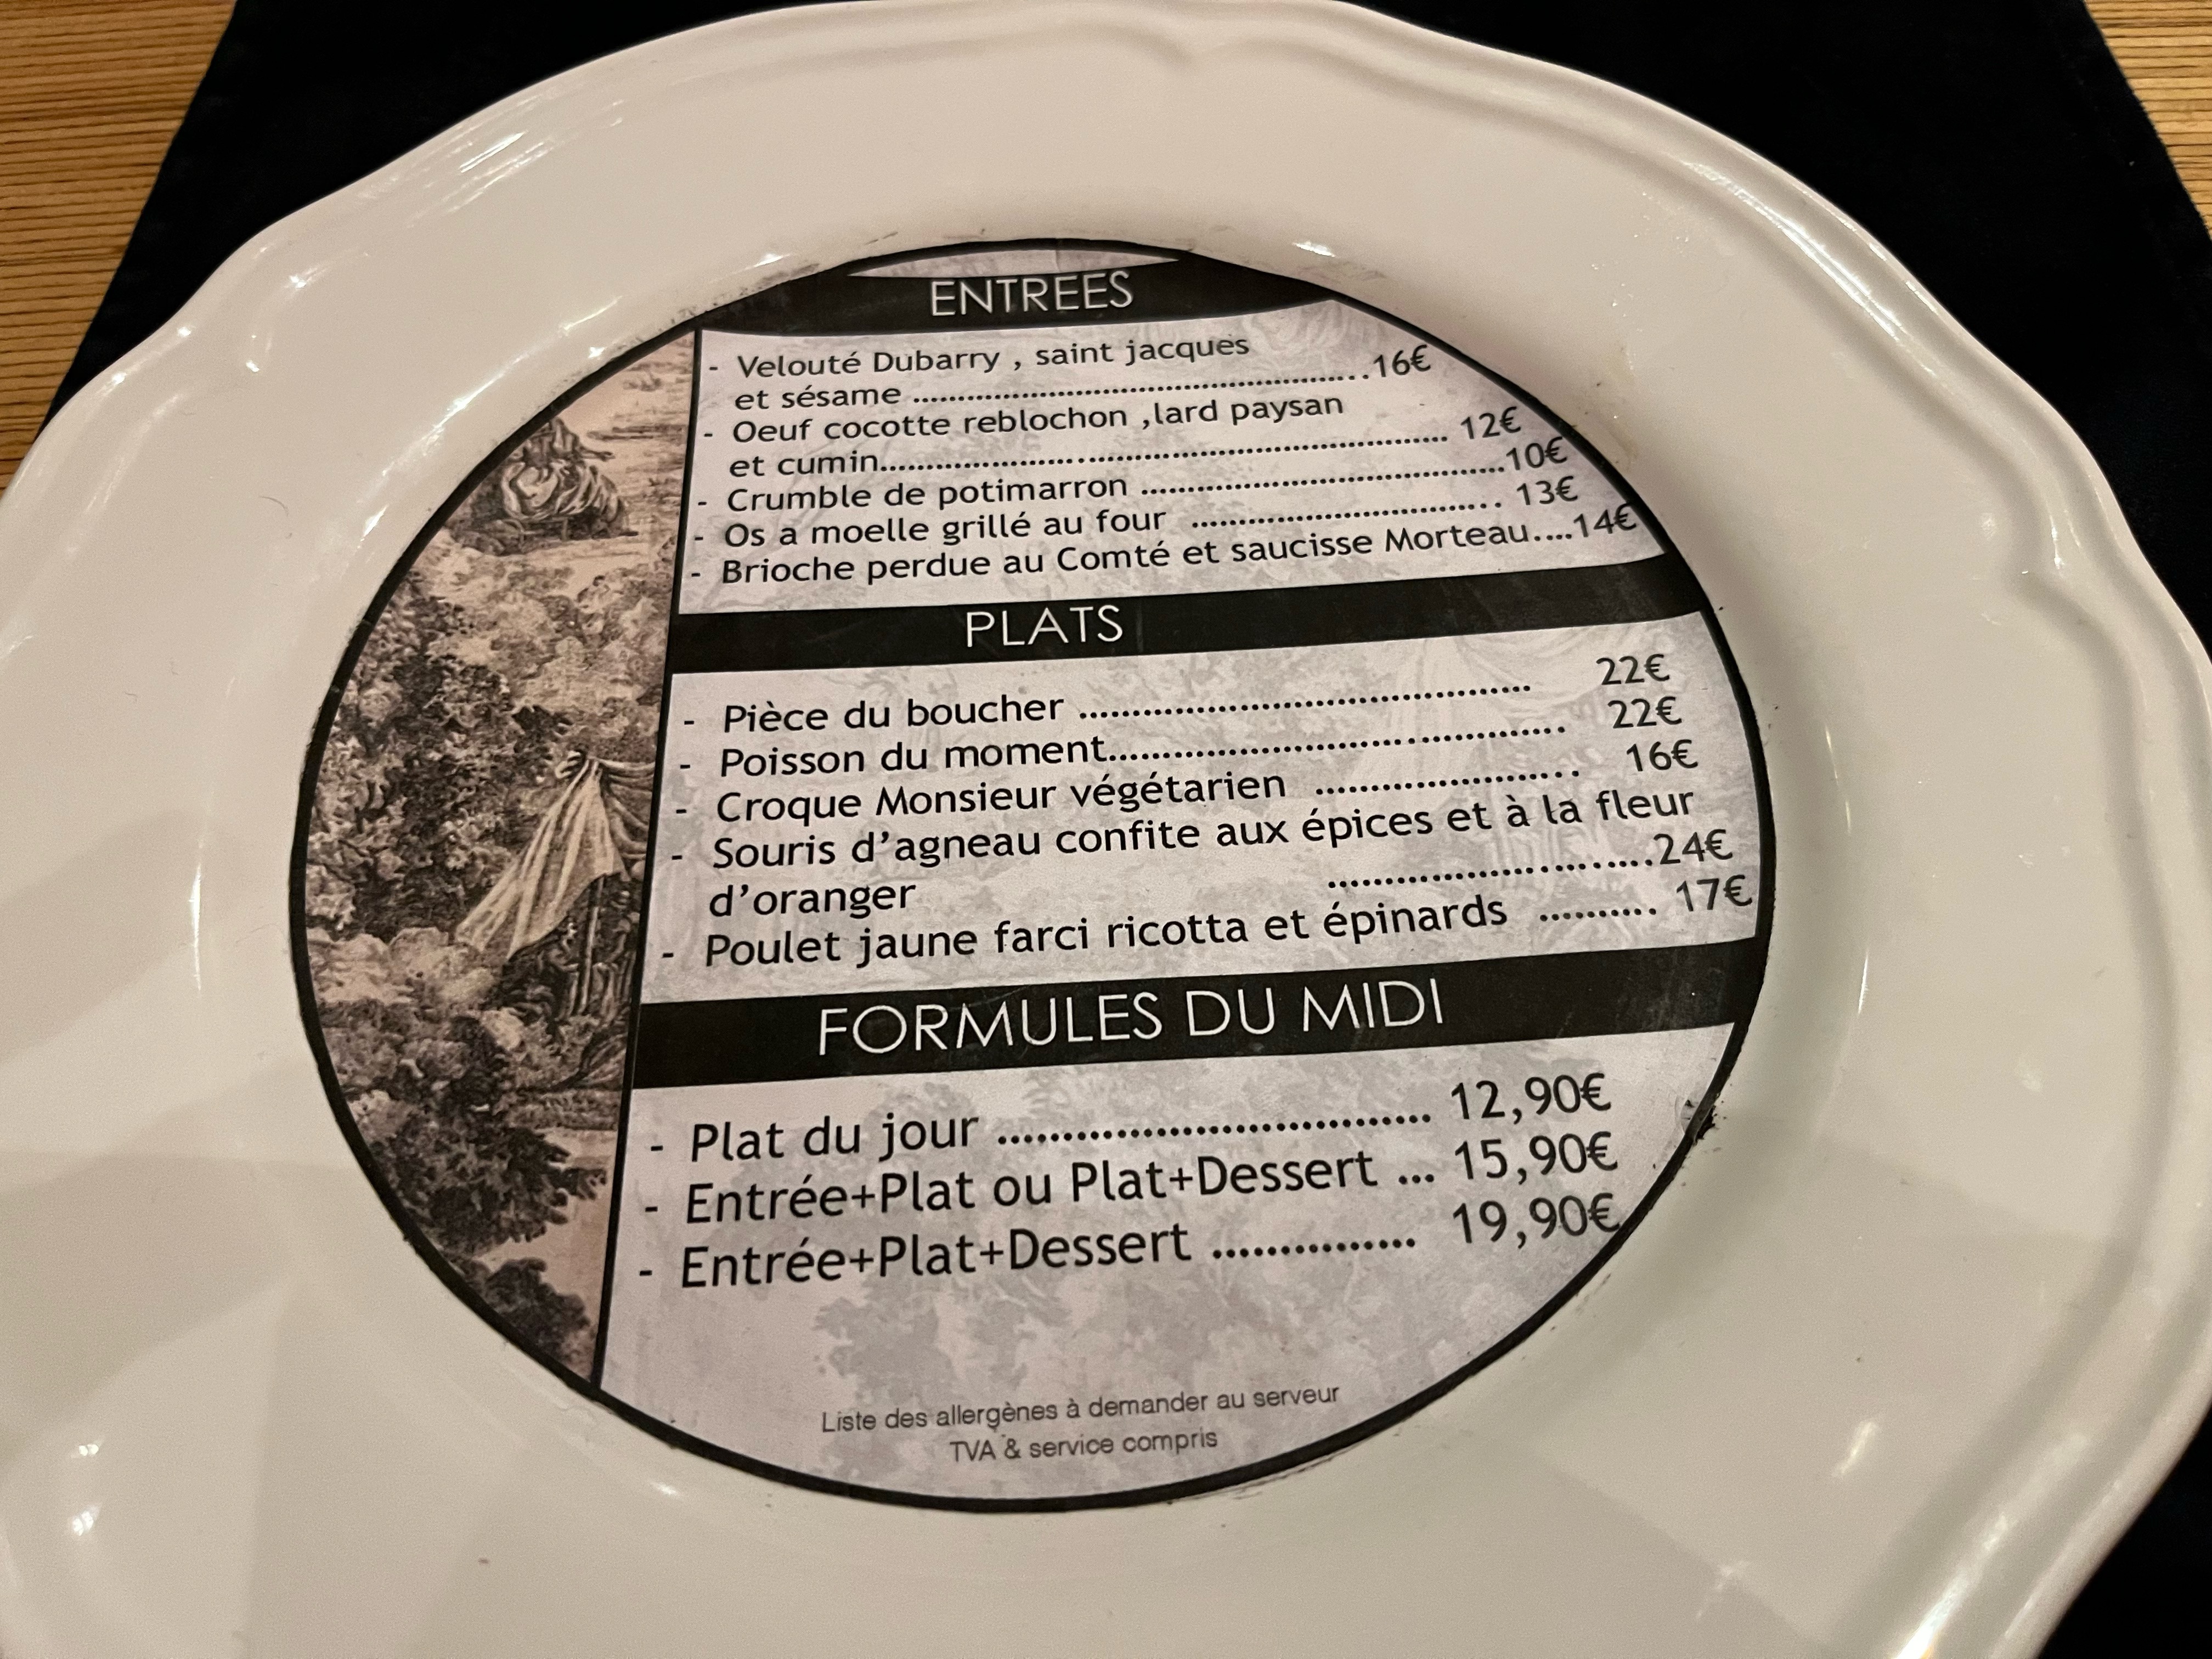 ENTREES
- Velouté Dubarry , saint jacques
et sésame ........................................................16€
- Oeuf cocotte reblochon ,lard paysan
et cumin.................................................................... 12€
- Crumble de potimarron ............................................10€
- Os a moelle grillé au four ..................................... 13€
- Brioche perdue au Comté et saucisse Morteau....14€
PLATS
- Pièce du boucher ...................................................... 22€
- Poisson du moment...................................................... 22€
- Croque Monsieur végétarien ............................... 16€
- Souris d’agneau confite aux épices et à la fleur
d’oranger ......................................24€
- Poulet jaune farci ricotta et épinards .......... 17€
FORMULES DU MIDI
- Plat du jour ................................. 12,90€
- Entrée+Plat ou Plat+Dessert ... 15,90€
- Entrée+Plat+Dessert ............... 19,90€
Liste des allergènes à demander au serveur
TVA & service compris